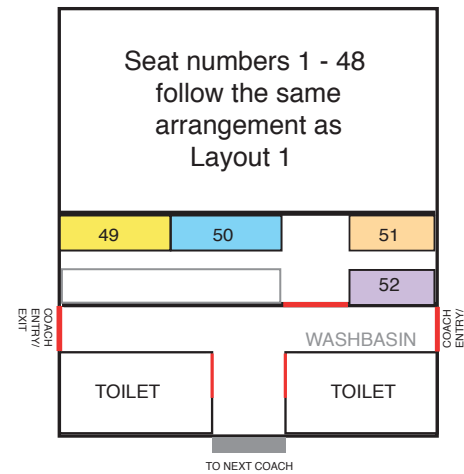 Seat numbers 1 - 48
follow the same
arrangement as
Layout 1
49
50
51
52
COACH
ENTRY/
EXIT
WASHBASIN
COACH
ENTRY/
TOILET
TOILET
TO NEXT COACH